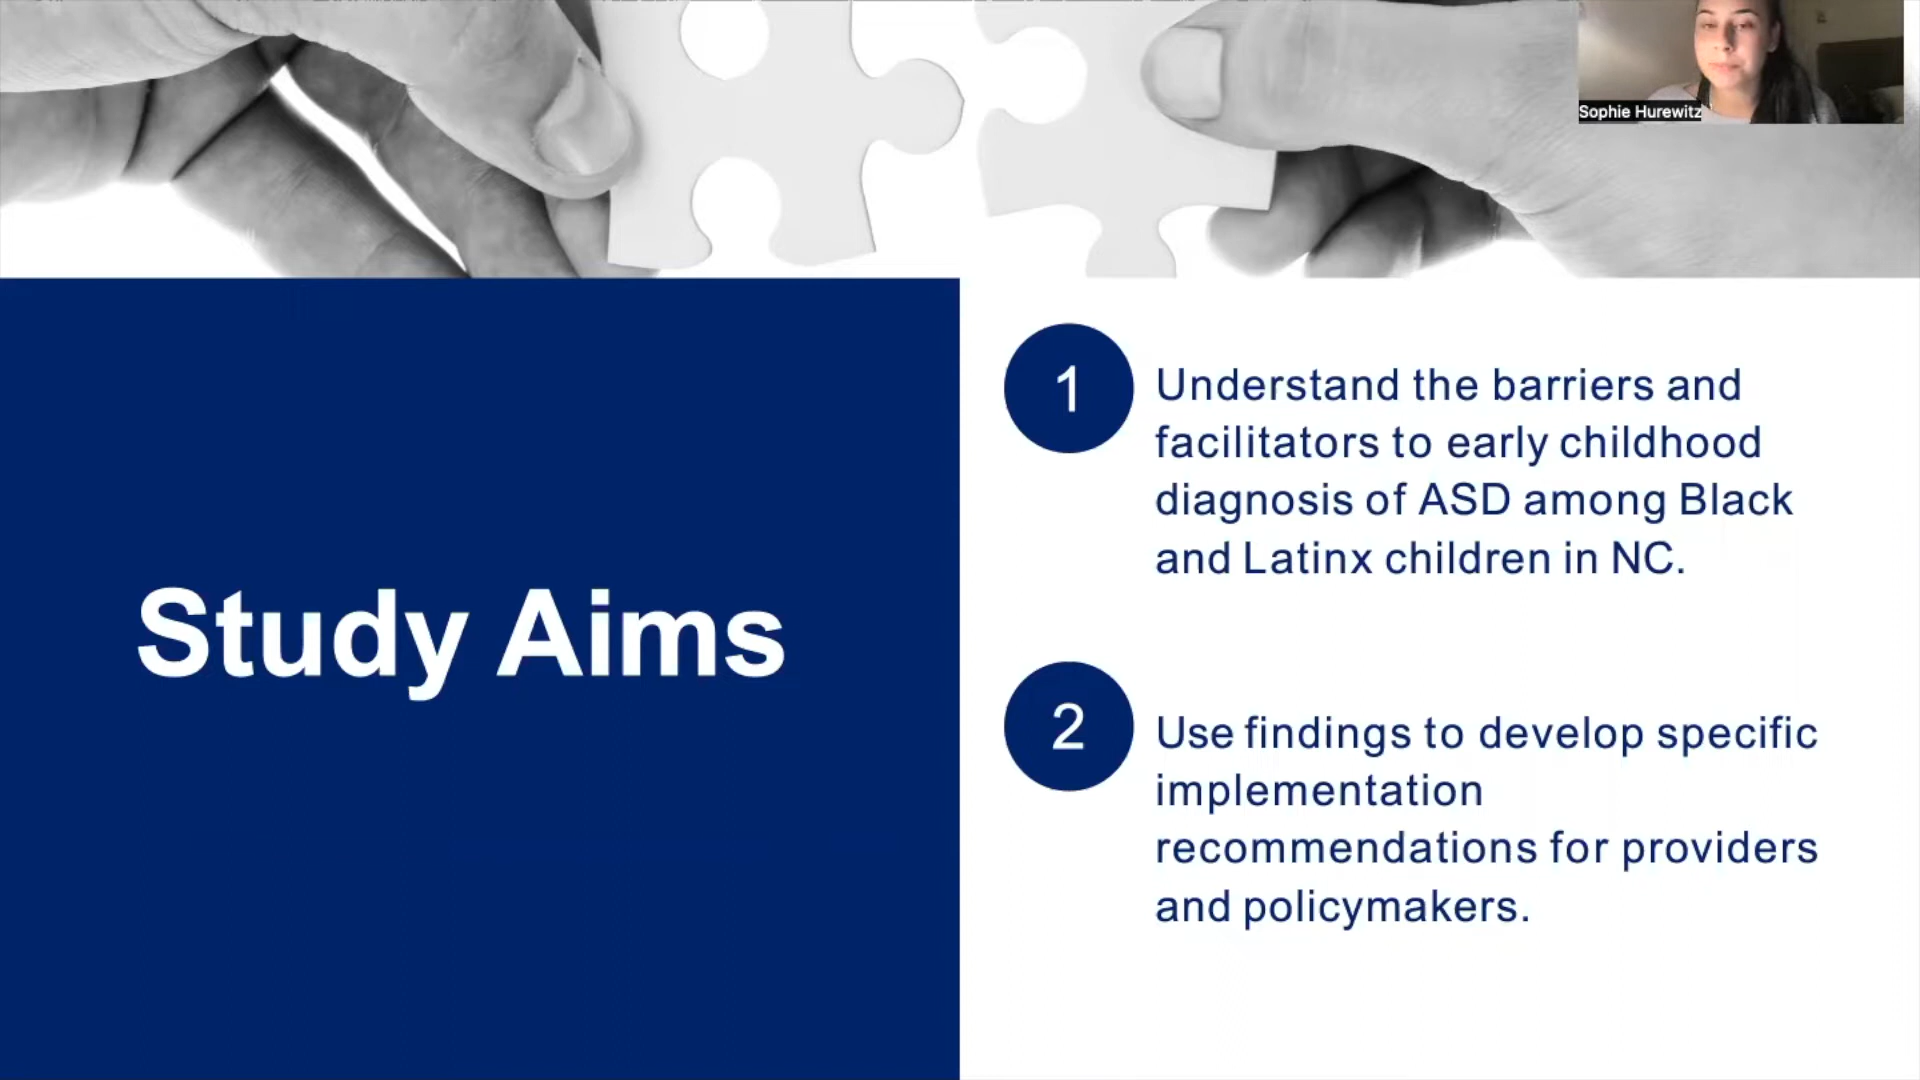 Sophie Hurewitz
Study Aims
1
Understand the barriers and
facilitators to early childhood
diagnosis of ASD among Black
and Latinx children in NC.
2
Use findings to develop specific
implementation
recommendations for providers
and policymakers.